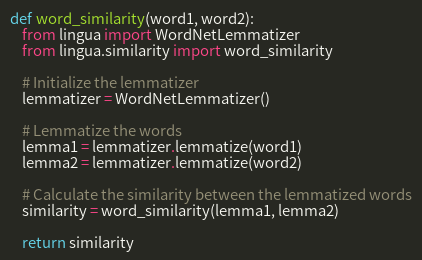 def word_similarity(word1, word2):
    from lingua import WordNetLemmatizer
    from lingua.similarity import word_similarity

    # Initialize the lemmatizer
    lemmatizer = WordNetLemmatizer()

    # Lemmatize the words
    lemma1 = lemmatizer.lemmatize(word1)
    lemma2 = lemmatizer.lemmatize(word2)

    # Calculate the similarity between the lemmatized words
    similarity = word_similarity(lemma1, lemma2)

    return similarity